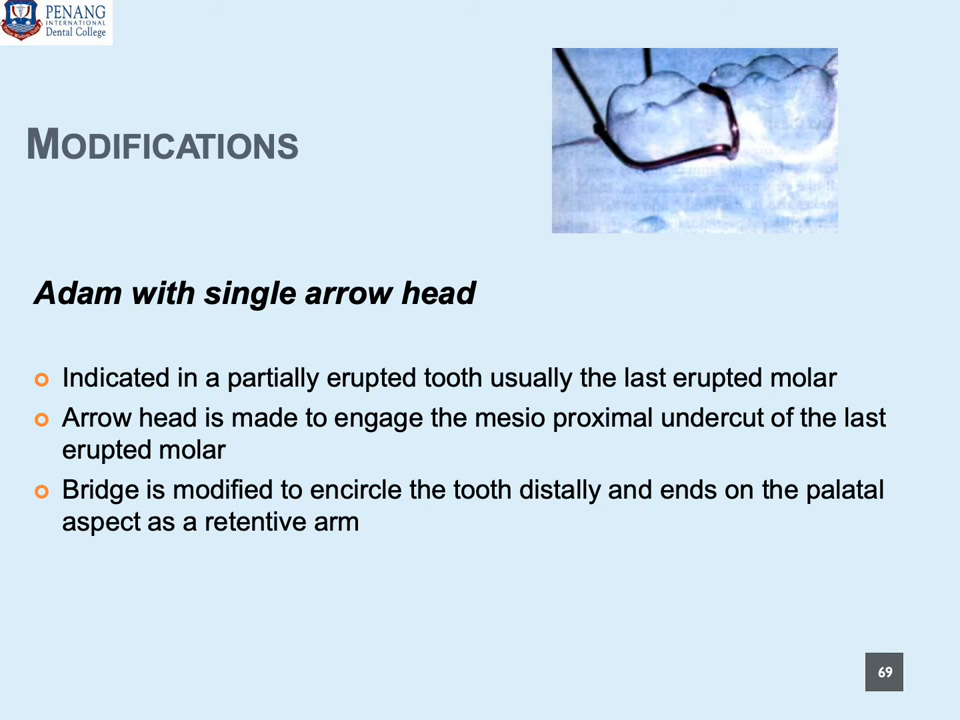 PENANG
INTERNATIONAL
Dental College
MODIFICATIONS
Adam with single arrow head
Indicated in a partially erupted tooth usually the last erupted molar
Arrow head is made to engage the mesio proximal undercut of the last
erupted molar
Bridge is modified to encircle the tooth distally and ends on the palatal
aspect as a retentive arm
69